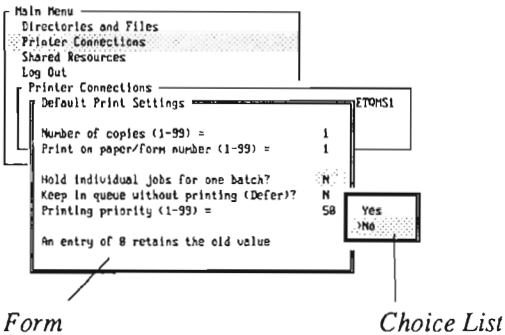 Main Menu
Directories and Files
Printer Connections
Shared Resources
Log Out
Printer Connections
Default Print Settings
ETOMS1
Number of copies (1-99) = 1
Print on paper/form number (1-99) = 1
Hold individual jobs for one batch? N
Keep in queue without printing (Defer)? N
Printing priority (1-99) = 50
Yes
>No
An entry of 0 retains the old value
Form
Choice List